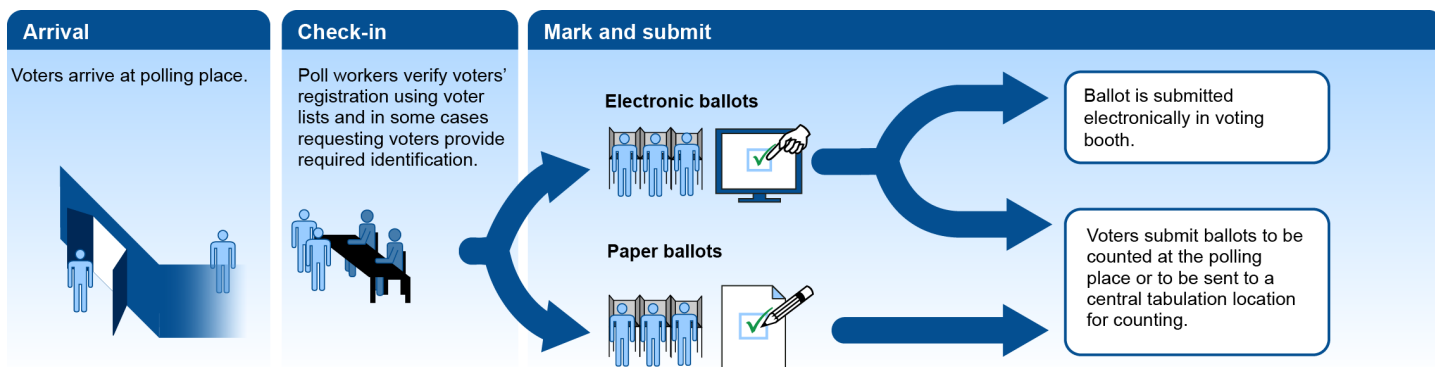 Arrival
Voters arrive at polling place.
Check-in
Poll workers verify voters’
registration using voter
lists and in some cases
requesting voters provide
required identification.
Mark and submit
Electronic ballots
Paper ballots
Ballot is submitted
electronically in voting
booth.
Voters submit ballots to be
counted at the polling
place or to be sent to a
central tabulation location
for counting.